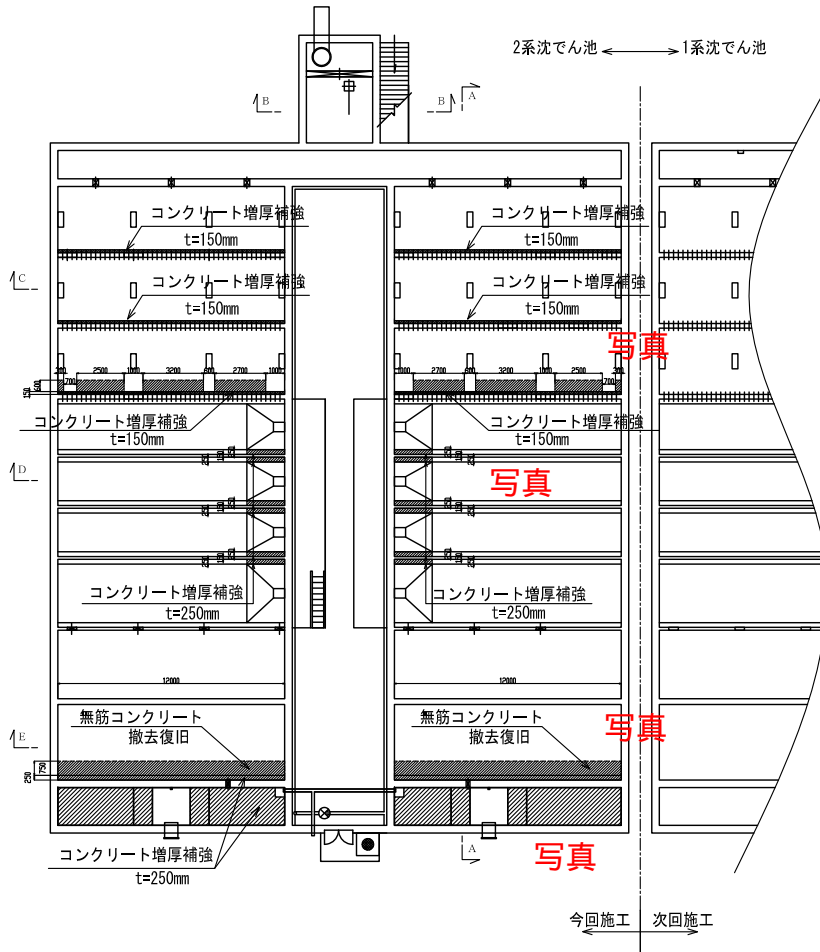 2系沈でん池 1系沈でん池
B B A
コンクリート増厚補強 コンクリート増厚補強
t=150mm t=150mm
C
コンクリート増厚補強 コンクリート増厚補強
t=150mm t=150mm
写真
2500 1000 3200 600 2700 1000 1000 2700 600 3200 1000 2500
600 700 700
150
コンクリート増厚補強 コンクリート増厚補強
t=150mm t=150mm
D
写真
コンクリート増厚補強 コンクリート増厚補強
t=250mm t=250mm
12000 12000
E
無筋コンクリート 無筋コンクリート
撤去復旧 撤去復旧
写真
750
250
コンクリート増厚補強
t=250mm
A
写真
今回施工 次回施工